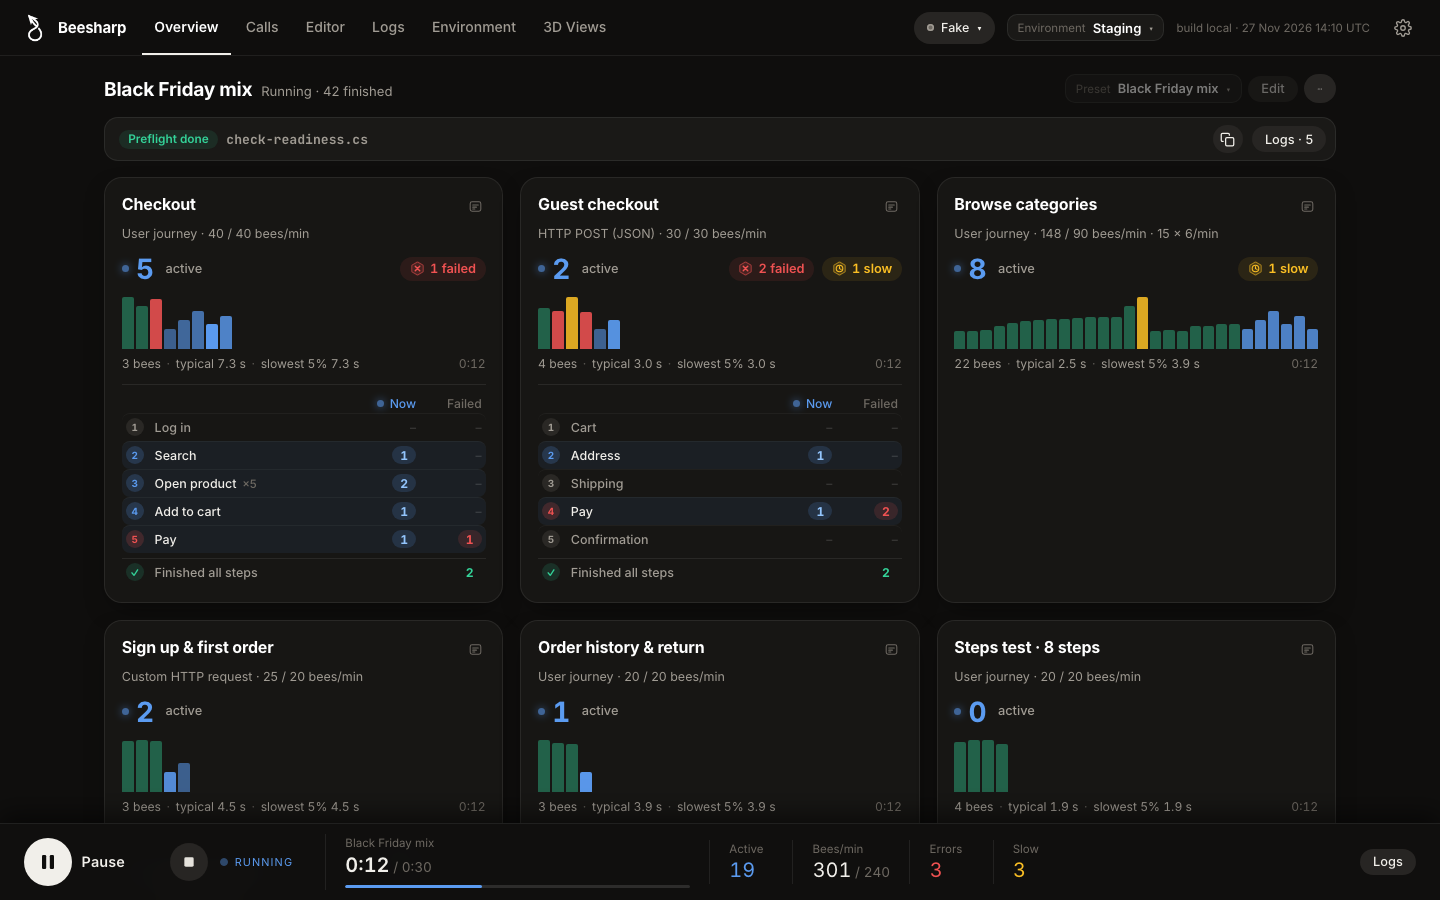 Beesharp
Overview
Calls
Editor
Logs
Environment
3D Views
Fake
Environment Staging
build local · 27 Nov 2026 14:10 UTC
Black Friday mix Running · 42 finished
Preset Black Friday mix
Edit
Preflight done check-readiness.cs
Logs · 5
Checkout
User journey · 40 / 40 bees/min
5 active
1 failed
3 bees · typical 7.3 s · slowest 5% 7.3 s 0:12
Now Failed
1 Log in – –
2 Search 1 –
3 Open product ×5 2 –
4 Add to cart 1 –
5 Pay 1 1
Finished all steps 2
Guest checkout
HTTP POST (JSON) · 30 / 30 bees/min
2 active
2 failed
1 slow
4 bees · typical 3.0 s · slowest 5% 3.0 s 0:12
Now Failed
1 Cart – –
2 Address 1 –
3 Shipping – –
4 Pay 1 2
5 Confirmation – –
Finished all steps 2
Browse categories
User journey · 148 / 90 bees/min · 15 × 6/min
8 active
1 slow
22 bees · typical 2.5 s · slowest 5% 3.9 s 0:12
Sign up & first order
Custom HTTP request · 25 / 20 bees/min
2 active
3 bees · typical 4.5 s · slowest 5% 4.5 s 0:12
Order history & return
User journey · 20 / 20 bees/min
1 active
3 bees · typical 3.9 s · slowest 5% 3.9 s 0:12
Steps test · 8 steps
User journey · 20 / 20 bees/min
0 active
4 bees · typical 1.9 s · slowest 5% 1.9 s 0:12
Pause
RUNNING
Black Friday mix
0:12 / 0:30
Active
19
Bees/min
301 / 240
Errors
3
Slow
3
Logs